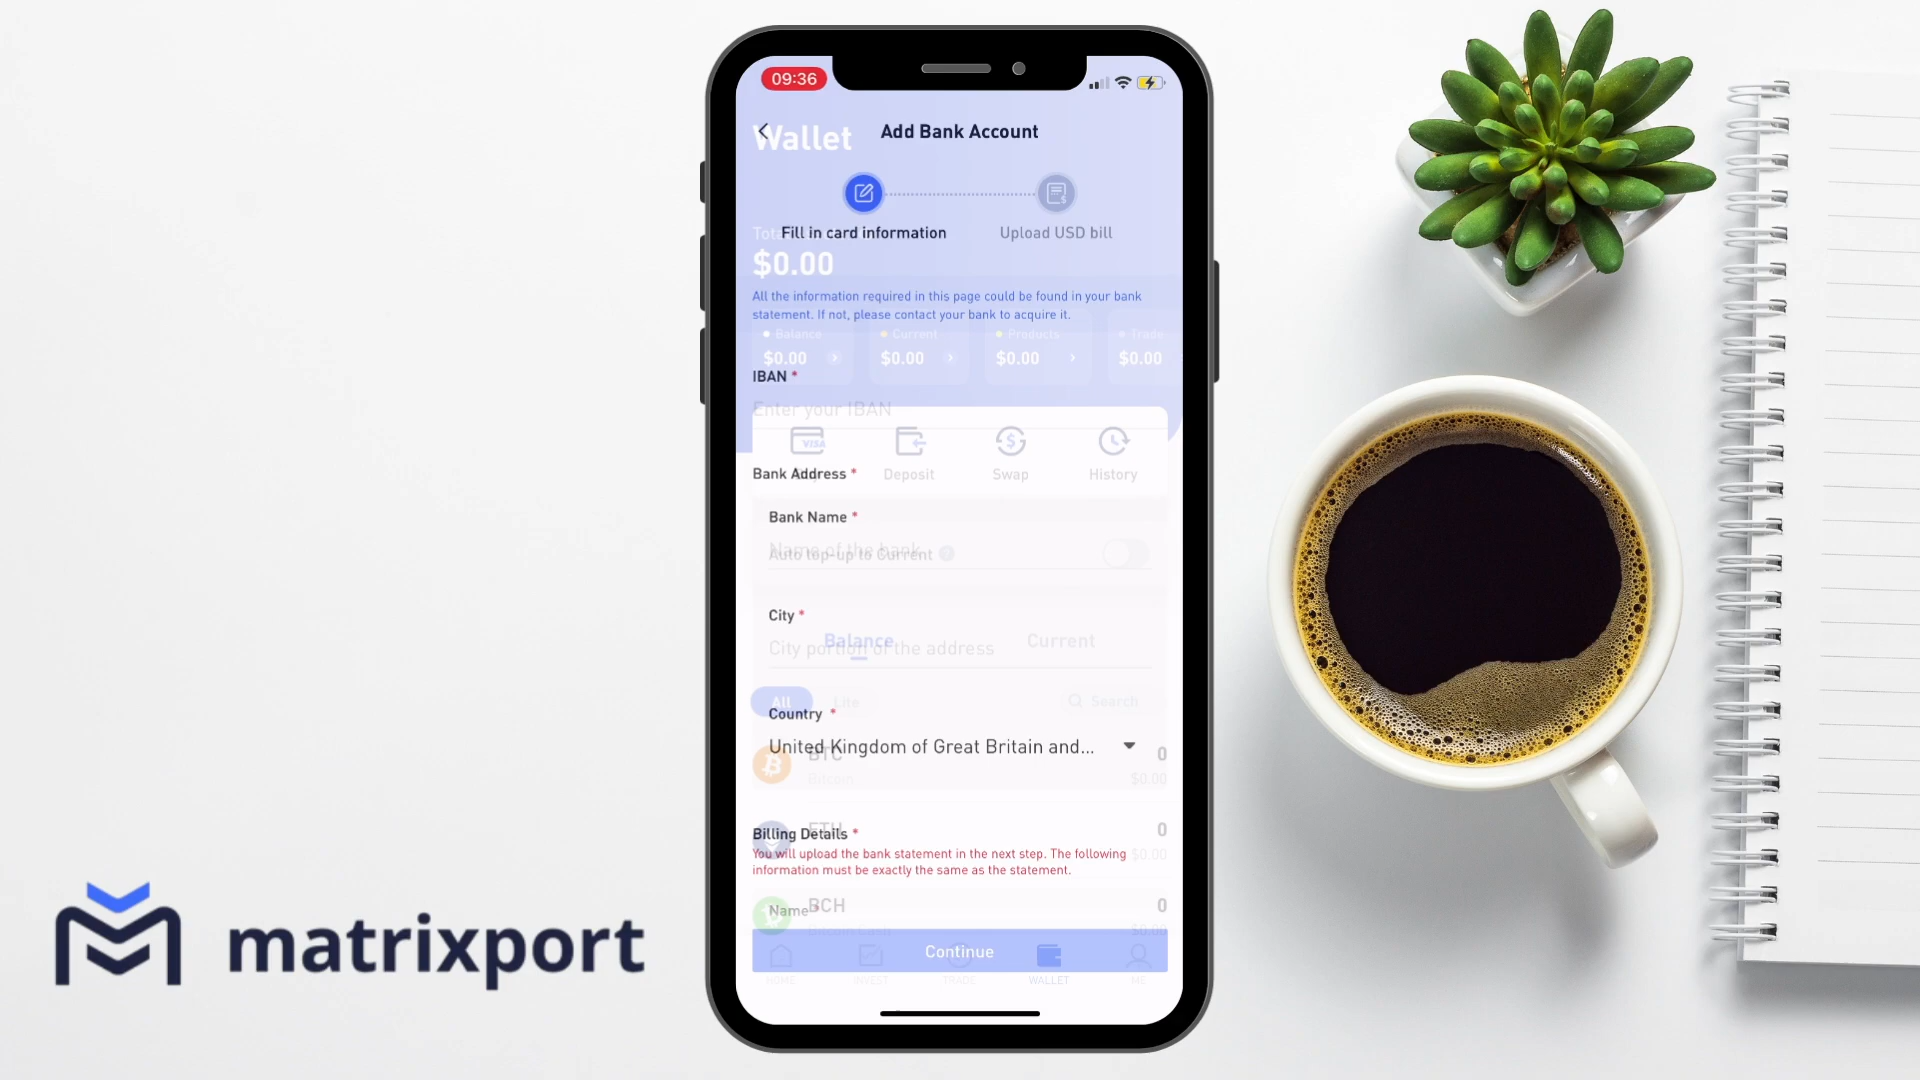 09:36
Wallet
Add Bank Account
Fill in card information
Upload USD bill
$0.00
All the information required in this page could be found in your bank
statement. If not, please contact your bank to acquire it.
Balance
Current
Products
Trade
$0.00
$0.00
$0.00
$0.00
IBAN *
Enter your IBAN
VISA
Bank Address *
Deposit
Swap
History
Bank Name *
Name of the bank
Auto top-up to Current
City *
Balance
Current
City portion of the address
All
Lite
Search
Country *
United Kingdom of Great Britain and...
BTC
0
Bitcoin
$0.00
ETH
0
Billing Details *
You will upload the bank statement in the next step. The following
$0.00
information must be exactly the same as the statement.
BCH
0
Name *
Bitcoin Cash
Continue
HOME
INVEST
TRADE
WALLET
ME
matrixport